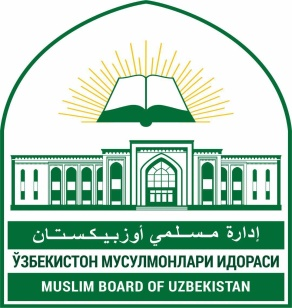 إدارة مسلمي أوزبيكستان
ЎЗБЕКИСТОН МУСУЛМОНЛАРИ ИДОРАСИ
MUSLIM BOARD OF UZBEKISTAN